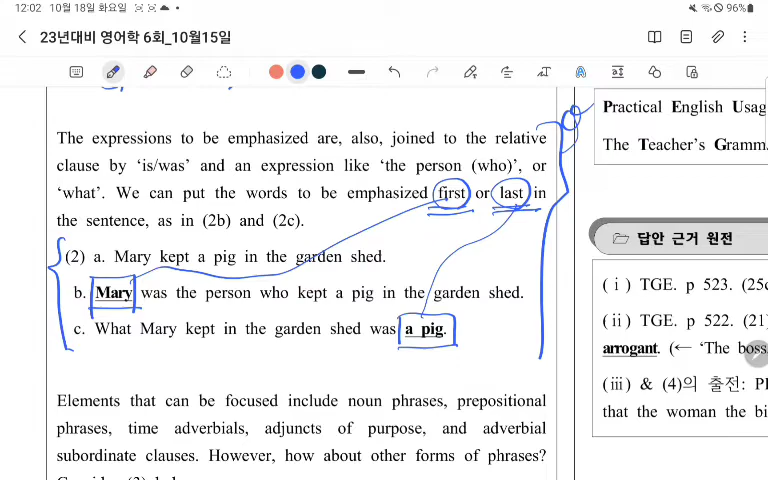 12:02 10월 18일 화요일 96%
23년대비 영어학 6회_10월15일
The expressions to be emphasized are, also, joined to the relative
clause by 'is/was' and an expression like 'the person (who)', or
'what'. We can put the words to be emphasized first or last in
the sentence, as in (2b) and (2c).
(2) a. Mary kept a pig in the garden shed.
b. Mary was the person who kept a pig in the garden shed.
c. What Mary kept in the garden shed was a pig.
Elements that can be focused include noun phrases, prepositional
phrases, time adverbials, adjuncts of purpose, and adverbial
subordinate clauses. However, how about other forms of phrases?
Practical English Usag
The Teacher's Gramm
답안 근거 원전
(ⅰ) TGE. p 523. (25c
(ⅱ) TGE. p 522. (21)
arrogant. (← 'The boss
(ⅲ) & (4)의 출전: PE
that the woman the bi